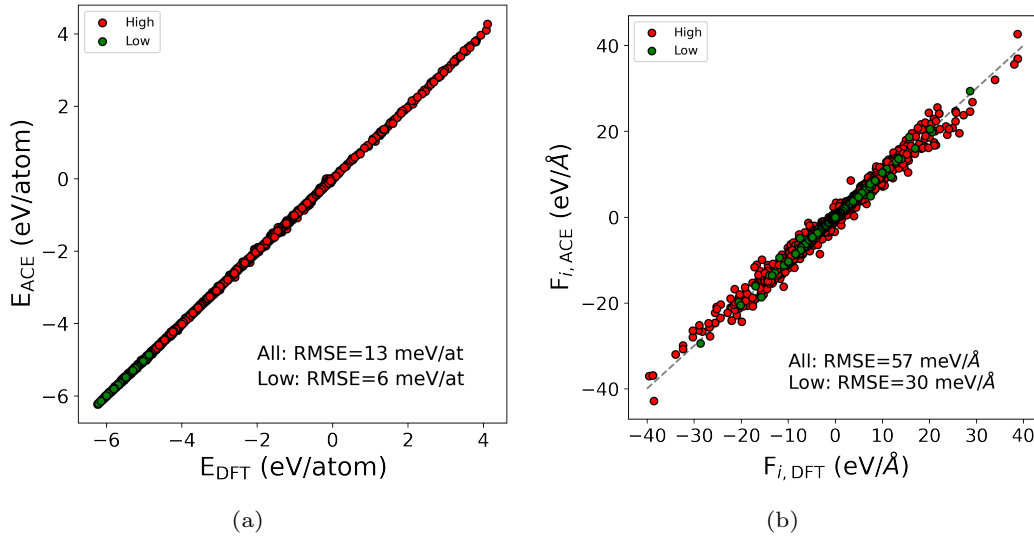 High
Low
4
2
0
−2
−4
−6
E_ACE (eV/atom)
All: RMSE=13 meV/at
Low: RMSE=6 meV/at
−6 −4 −2 0 2 4
E_DFT (eV/atom)
(a)
High
Low
40
20
0
−20
−40
F_i, ACE (eV/Å)
All: RMSE=57 meV/Å
Low: RMSE=30 meV/Å
−40 −30 −20 −10 0 10 20 30 40
F_i, DFT (eV/Å)
(b)